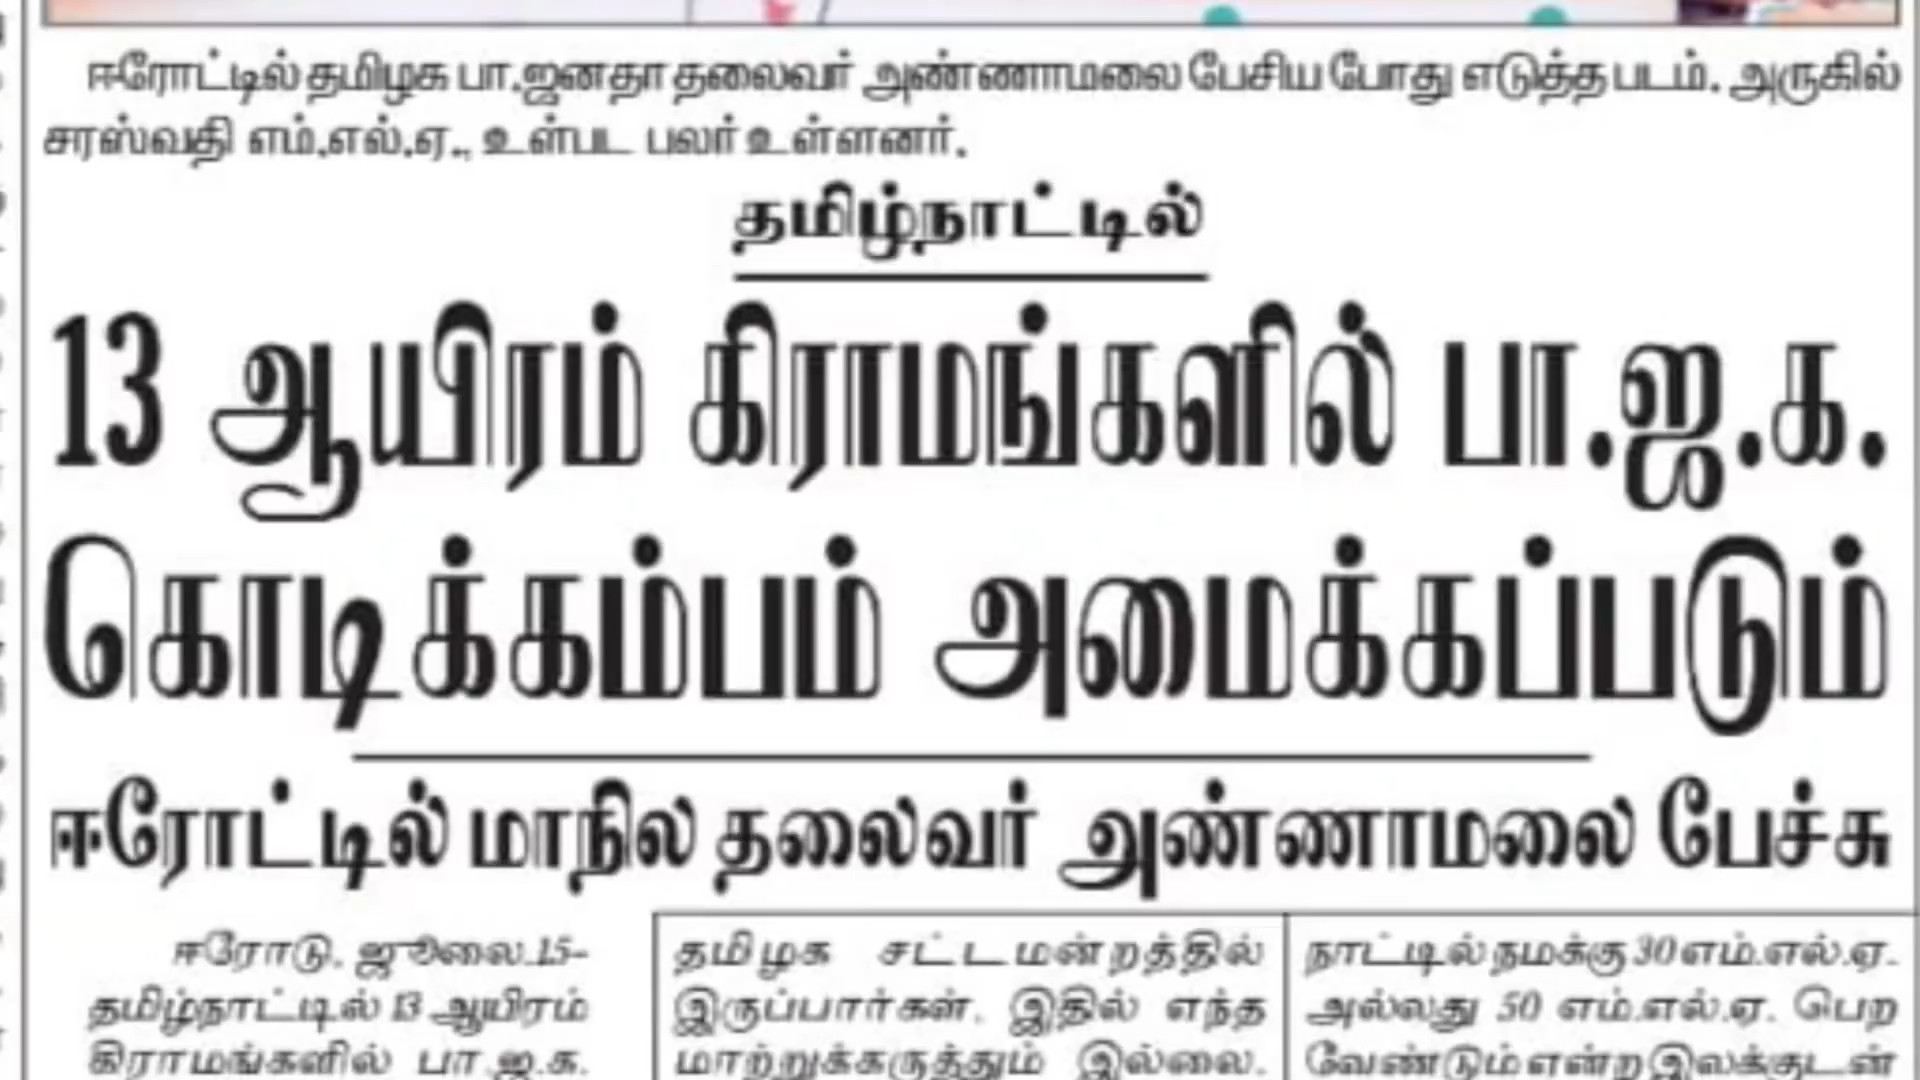 ஈரோட்டில் தமிழக பா.ஜனதா தலைவர் அண்ணாமலை பேசிய போது எடுத்த படம். அருகில்
சரஸ்வதி எம்.எல்.ஏ., உள்பட பலர் உள்ளனர்.
தமிழ்நாட்டில்
13 ஆயிரம் கிராமங்களில் பா.ஜ.க.
கொடிக்கம்பம் அமைக்கப்படும்
ஈரோட்டில் மாநில தலைவர் அண்ணாமலை பேச்சு
ஈரோடு, ஜூலை.15-
தமிழ்நாட்டில் 13 ஆயிரம்
கிராமங்களில் பா.ஜ.க.
தமிழக சட்டமன்றத்தில்
இருப்பார்கள். இதில் எந்த
மாற்றுக்கருத்தும் இல்லை.
நாட்டில் நமக்கு 30 எம்.எல்.ஏ.
அல்லது 50 எம்.எல்.ஏ. பெற
வேண்டும் என்ற இலக்குடன்